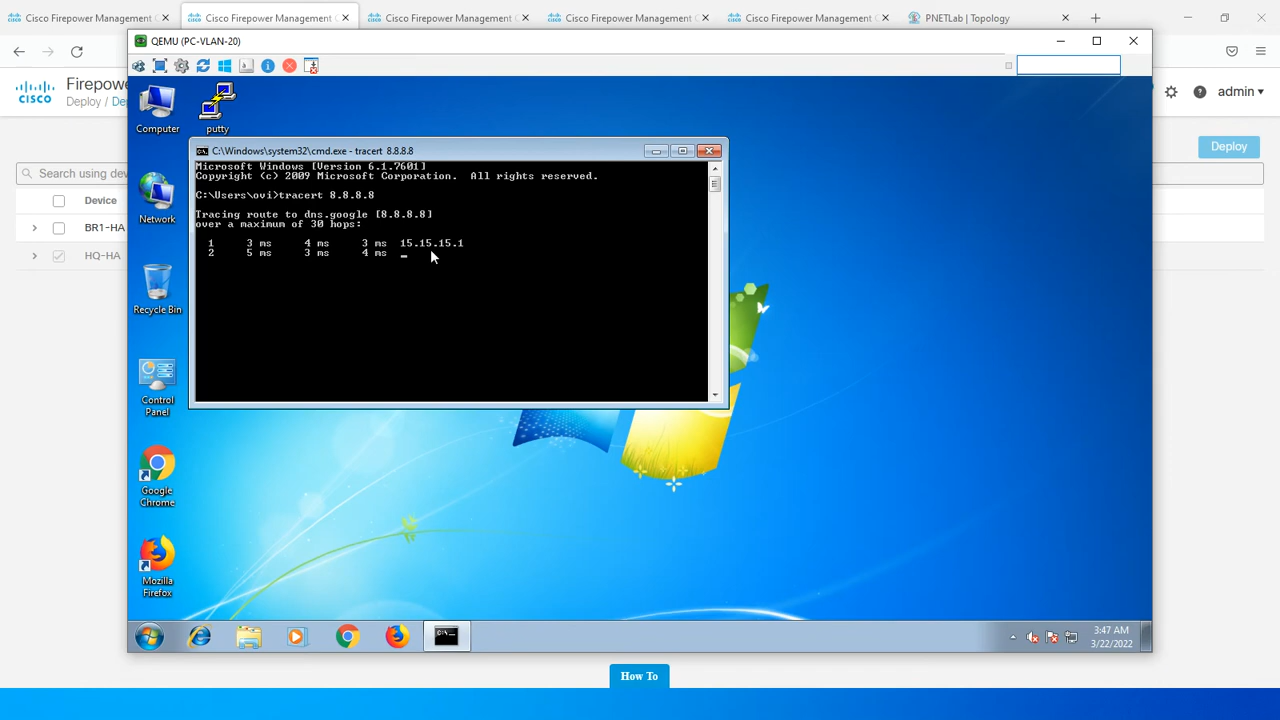 Cisco Firepower Management C
Cisco Firepower Management C
Cisco Firepower Management C
Cisco Firepower Management C
Cisco Firepower Management C
PNETLab | Topology
QEMU (PC-VLAN-20)
CISCO
Firepowe
Deploy / De
admin
Deploy
Search using dev
Device
BR1-HA
HQ-HA
Computer
putty
Network
Recycle Bin
Control
Panel
Google
Chrome
Mozilla
Firefox
C:\Windows\system32\cmd.exe - tracert 8.8.8.8
Microsoft Windows [Version 6.1.7601]
Copyright (c) 2009 Microsoft Corporation.  All rights reserved.
C:\Users\ovi>tracert 8.8.8.8
Tracing route to dns.google [8.8.8.8]
over a maximum of 30 hops:
1 3 ms 4 ms 3 ms 15.15.15.1
2 5 ms 3 ms 4 ms
3:47 AM
3/22/2022
How To